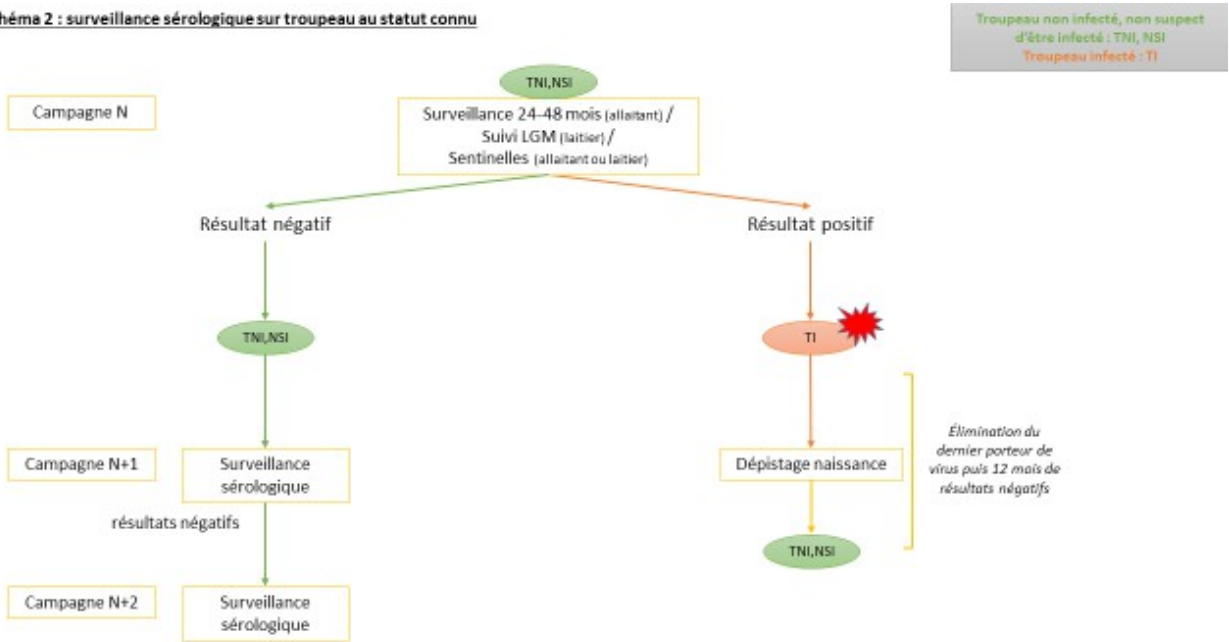 héma 2 : surveillance sérologique sur troupeau au statut connu
Troupeau non infecté, non suspect
d'être infecté : TNI, NSI
Troupeau infecté : TI
TNI,NSI
Campagne N
Surveillance 24-48 mois (allaitant) /
Suivi LGM (laitier) /
Sentinelles (allaitant ou laitier)
Résultat négatif
Résultat positif
TNI,NSI
TI
Campagne N+1
Surveillance
sérologique
Dépistage naissance
Élimination du
dernier porteur de
virus puis 12 mois de
résultats négatifs
résultats négatifs
TNI,NSI
Campagne N+2
Surveillance
sérologique